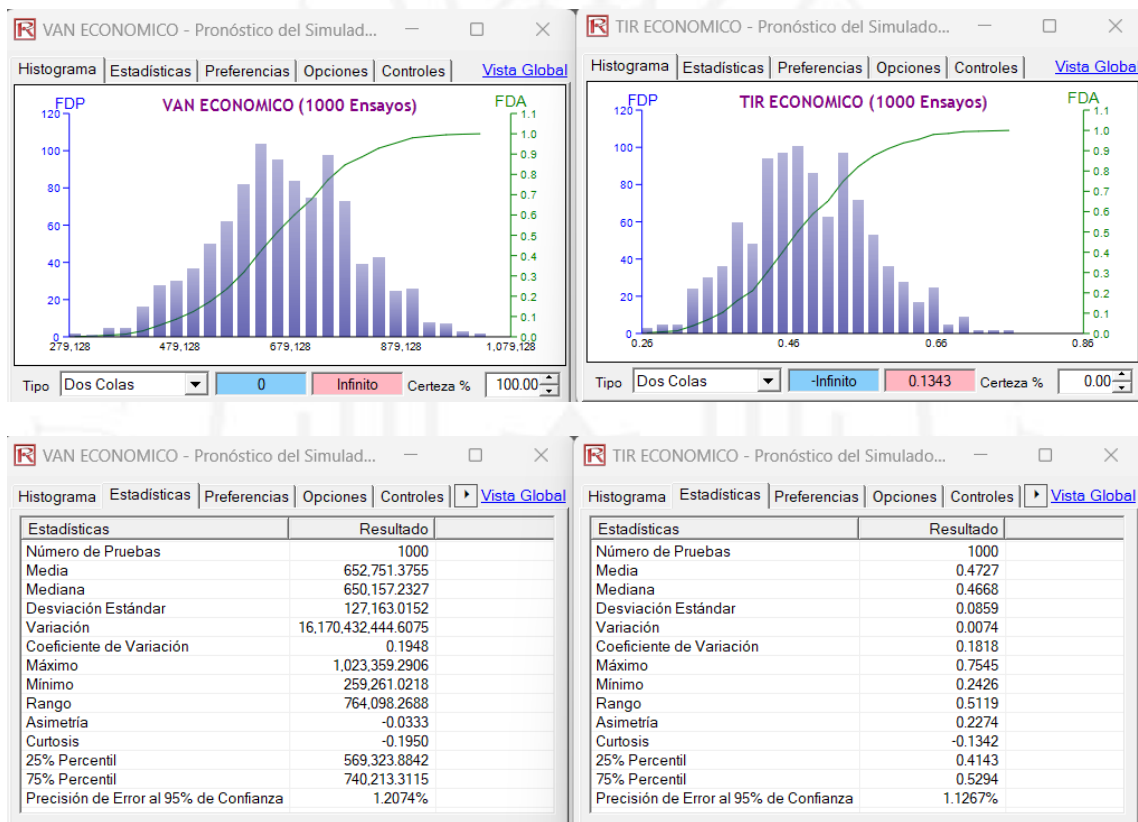 VAN ECONOMICO - Pronóstico del Simulad...
Histograma Estadísticas Preferencias Opciones Controles Vista Global
FDP VAN ECONOMICO (1000 Ensayos) FDA
120 1.1
100 1.0
80 0.9
60 0.8
40 0.7
20 0.6
0 0.5
0.4
0.3
0.2
0.1
0.0
279,128 479,128 679,128 879,128 1,079,128
Tipo Dos Colas 0 Infinito Certeza % 100.00
TIR ECONOMICO - Pronóstico del Simulado...
Histograma Estadísticas Preferencias Opciones Controles Vista Global
FDP TIR ECONOMICO (1000 Ensayos) FDA
120 1.1
100 1.0
80 0.9
60 0.8
40 0.7
20 0.6
0 0.5
0.4
0.3
0.2
0.1
0.0
0.26 0.46 0.66 0.86
Tipo Dos Colas -Infinito 0.1343 Certeza % 0.00
VAN ECONOMICO - Pronóstico del Simulad...
Histograma Estadísticas Preferencias Opciones Controles Vista Global
Estadísticas Resultado
Número de Pruebas 1000
Media 652,751.3755
Mediana 650,157.2327
Desviación Estándar 127,163.0152
Variación 16,170,432,444.6075
Coeficiente de Variación 0.1948
Máximo 1,023,359.2906
Mínimo 259,261.0218
Rango 764,098.2688
Asimetría -0.0333
Curtosis -0.1950
25% Percentil 569,323.8842
75% Percentil 740,213.3115
Precisión de Error al 95% de Confianza 1.2074%
TIR ECONOMICO - Pronóstico del Simulado...
Histograma Estadísticas Preferencias Opciones Controles Vista Global
Estadísticas Resultado
Número de Pruebas 1000
Media 0.4727
Mediana 0.4668
Desviación Estándar 0.0859
Variación 0.0074
Coeficiente de Variación 0.1818
Máximo 0.7545
Mínimo 0.2426
Rango 0.5119
Asimetría 0.2274
Curtosis -0.1342
25% Percentil 0.4143
75% Percentil 0.5294
Precisión de Error al 95% de Confianza 1.1267%